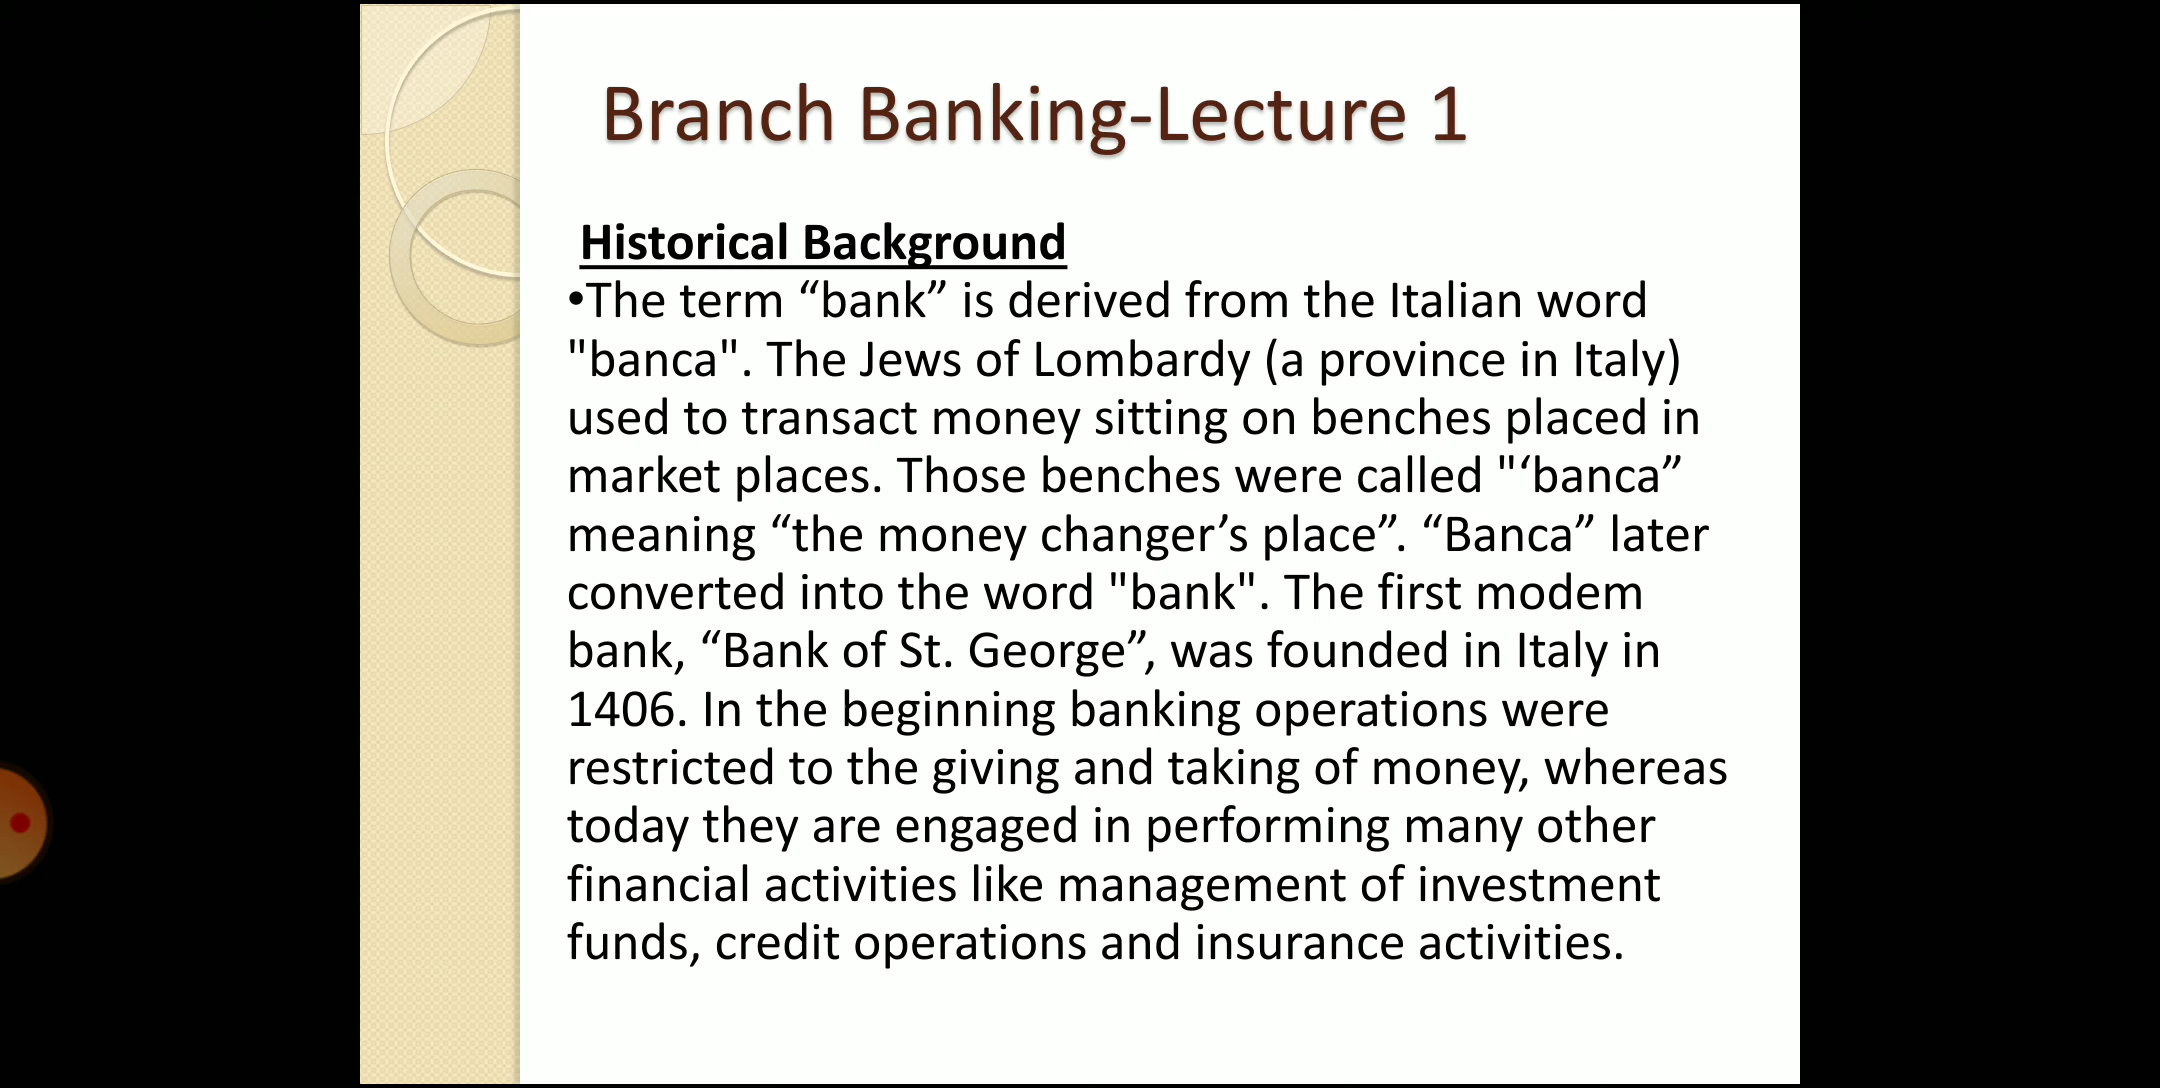 Branch Banking-Lecture 1
Historical Background
•The term “bank” is derived from the Italian word
"banca". The Jews of Lombardy (a province in Italy)
used to transact money sitting on benches placed in
market places. Those benches were called "‘banca”
meaning “the money changer’s place”. “Banca” later
converted into the word "bank". The first modem
bank, “Bank of St. George”, was founded in Italy in
1406. In the beginning banking operations were
restricted to the giving and taking of money, whereas
today they are engaged in performing many other
financial activities like management of investment
funds, credit operations and insurance activities.